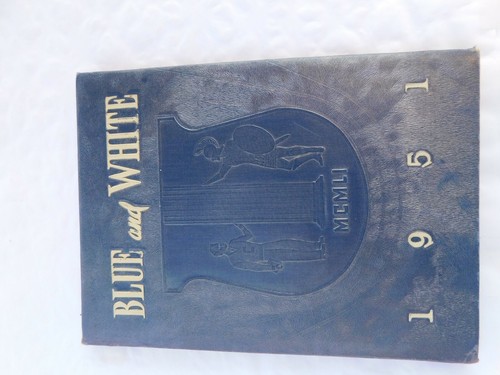 BLUE and WHITE
MCMLI
1951